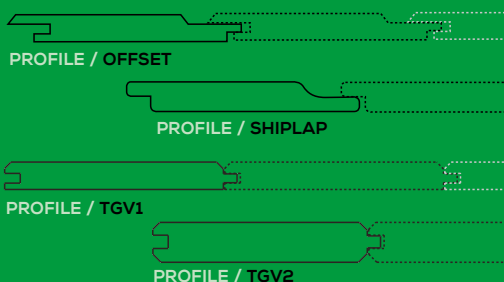 PROFILE / OFFSET
PROFILE / SHIPLAP
PROFILE / TGV1
PROFILE / TGV2